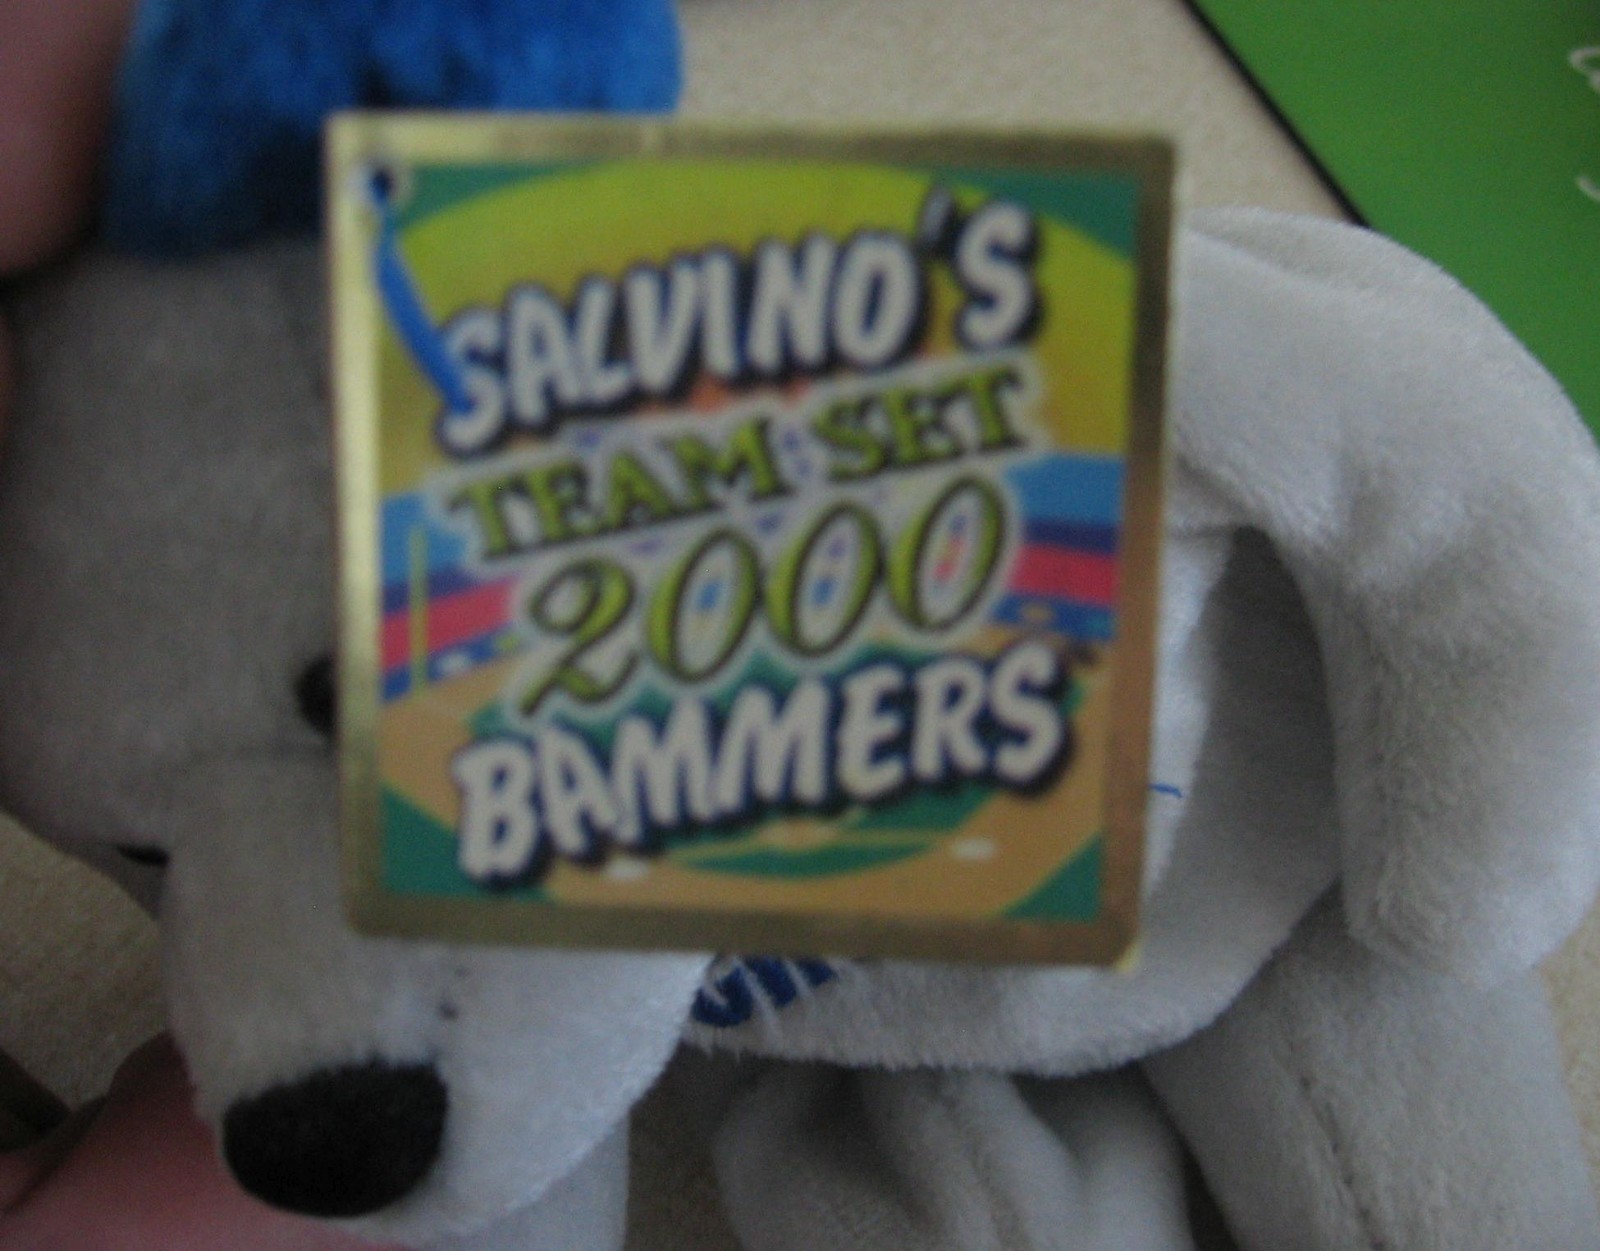 SALVINO'S
TEAM SET
2000
BAMMERS